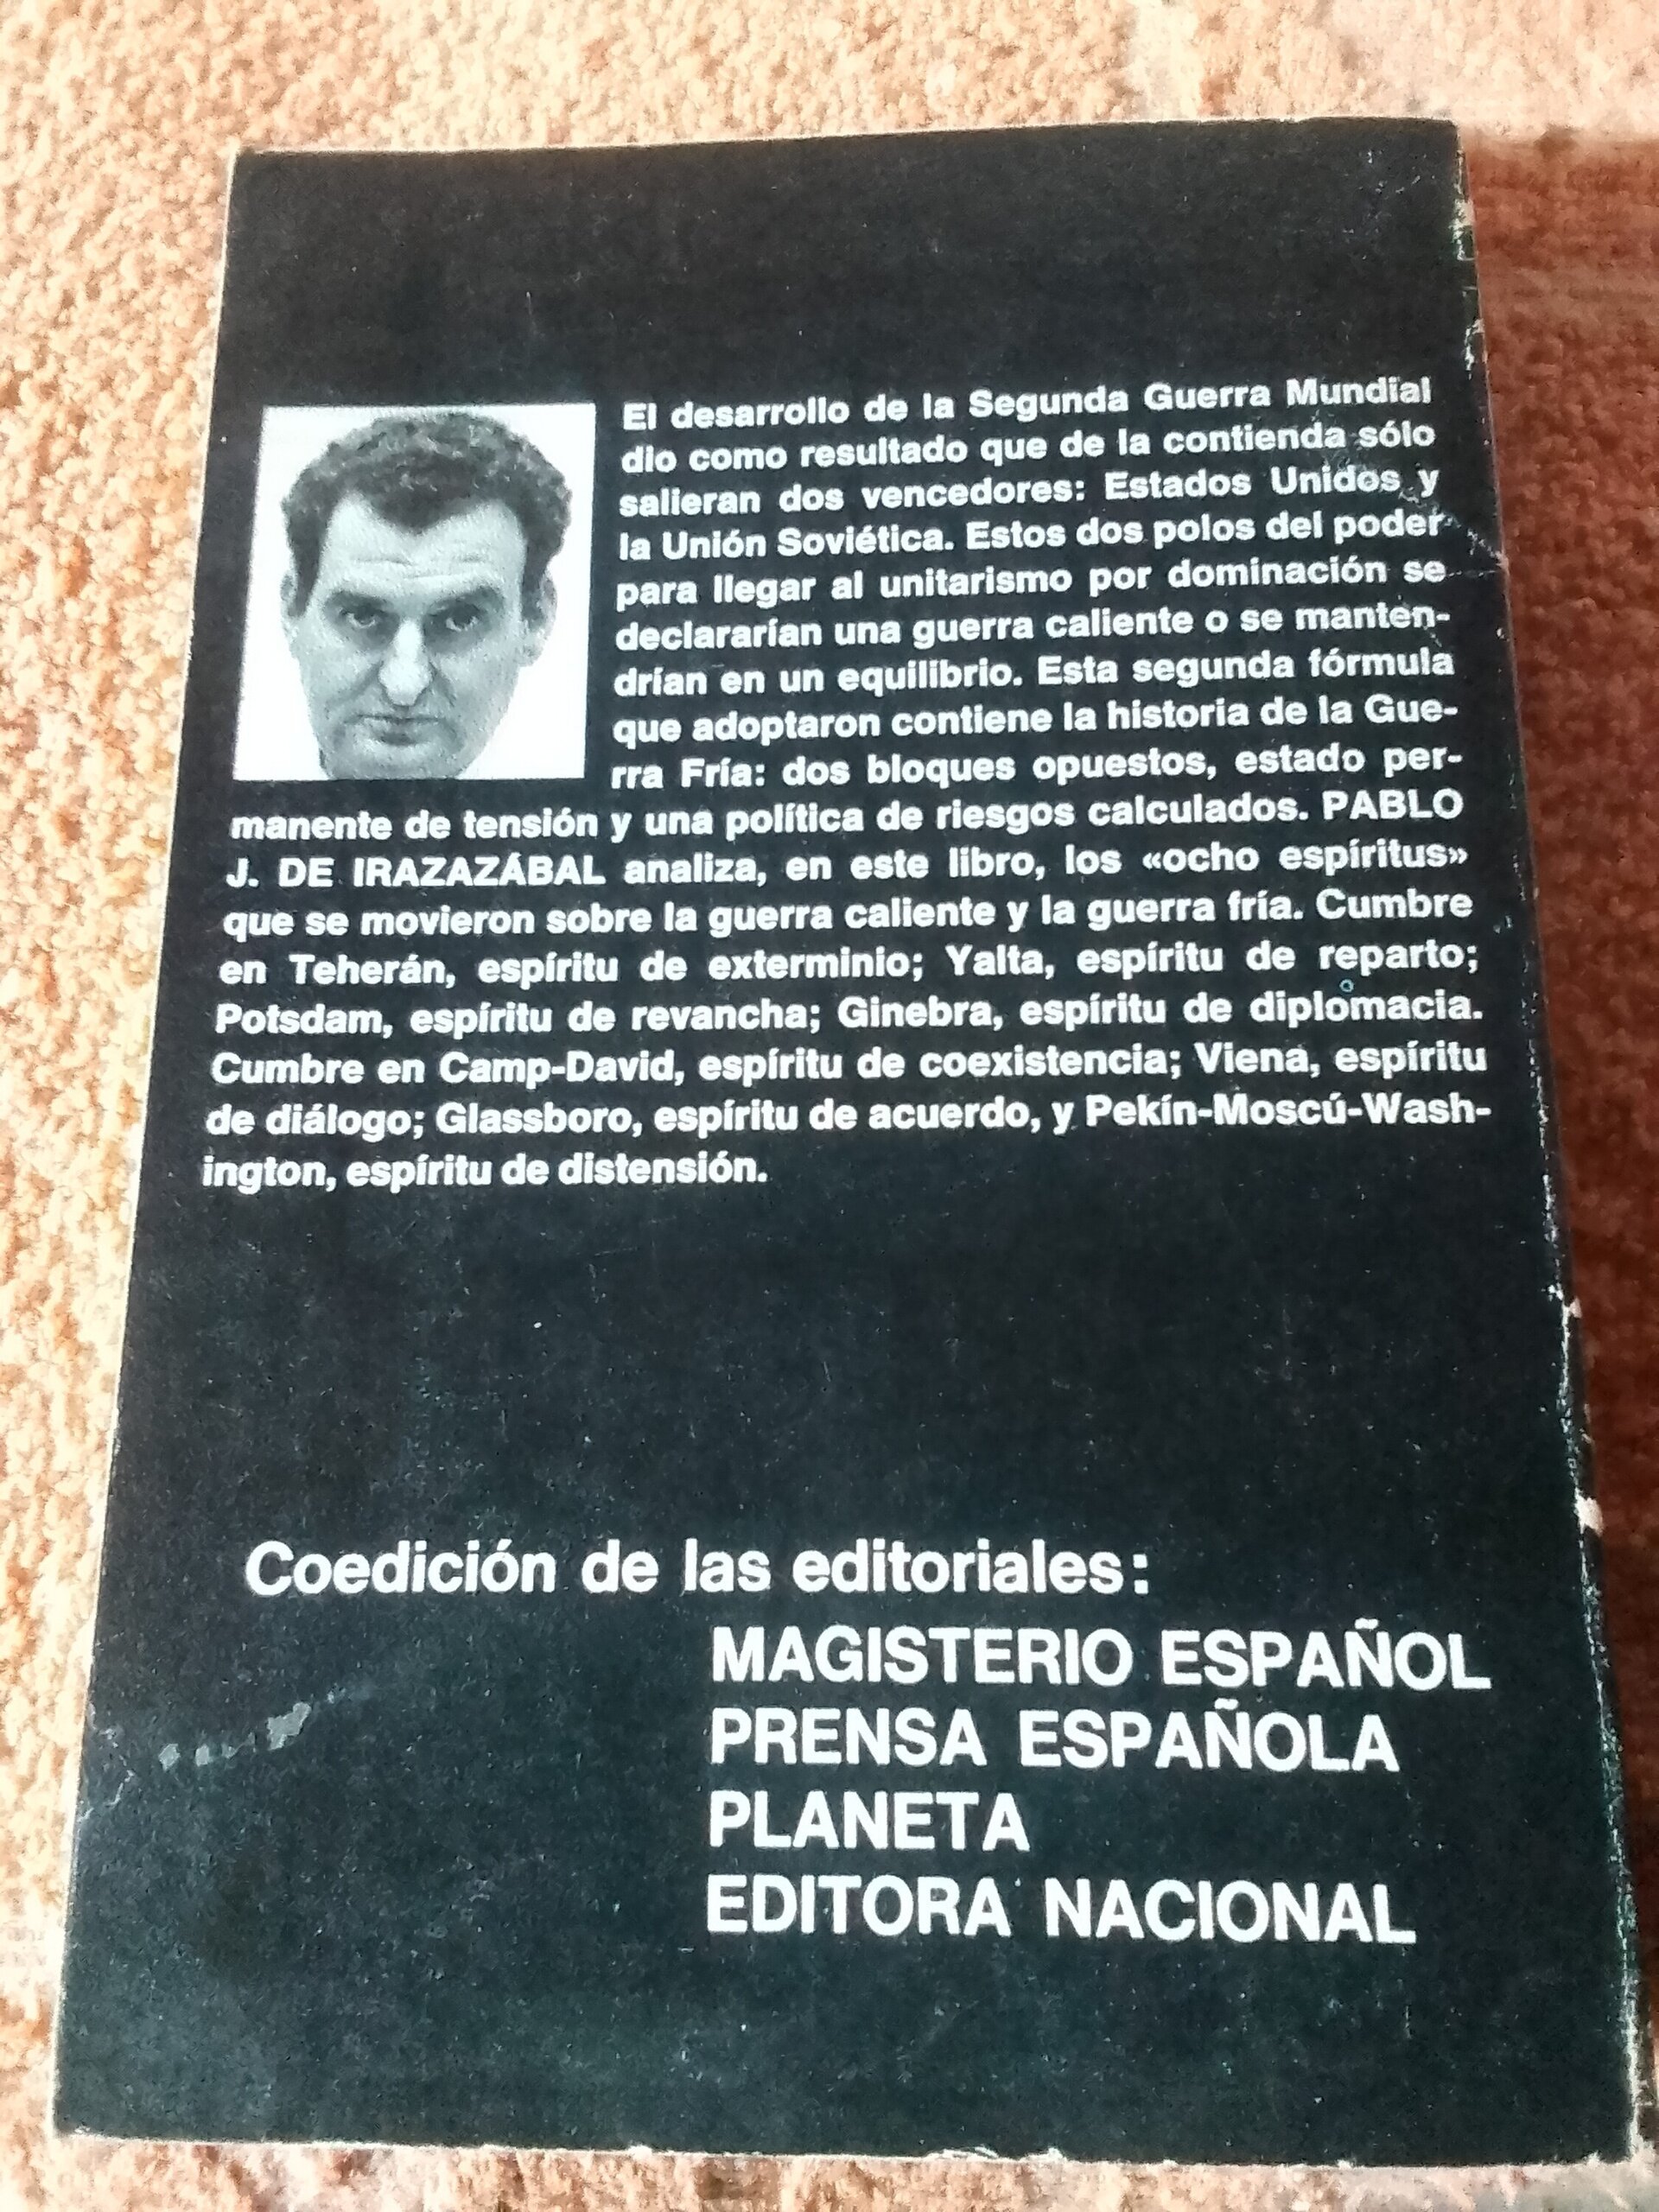 El desarrollo de la Segunda Guerra Mundial
dio como resultado que de la contienda sólo
salieran dos vencedores: Estados Unidos y
la Unión Soviética. Estos dos polos del poder
para llegar al unitarismo por dominación se
declararían una guerra caliente o se manten-
drían en un equilibrio. Esta segunda fórmula
que adoptaron contiene la historia de la Gue-
rra Fría: dos bloques opuestos, estado per-
manente de tensión y una política de riesgos calculados. PABLO
J. DE IRAZAZÁBAL analiza, en este libro, los «ocho espíritus»
que se movieron sobre la guerra caliente y la guerra fría. Cumbre
en Teherán, espíritu de exterminio; Yalta, espíritu de reparto;
Potsdam, espíritu de revancha; Ginebra, espíritu de diplomacia.
Cumbre en Camp-David, espíritu de coexistencia; Viena, espíritu
de diálogo; Glassboro, espíritu de acuerdo, y Pekín-Moscú-Wash-
ington, espíritu de distensión.
Coedición de las editoriales:
MAGISTERIO ESPAÑOL
PRENSA ESPAÑOLA
PLANETA
EDITORA NACIONAL